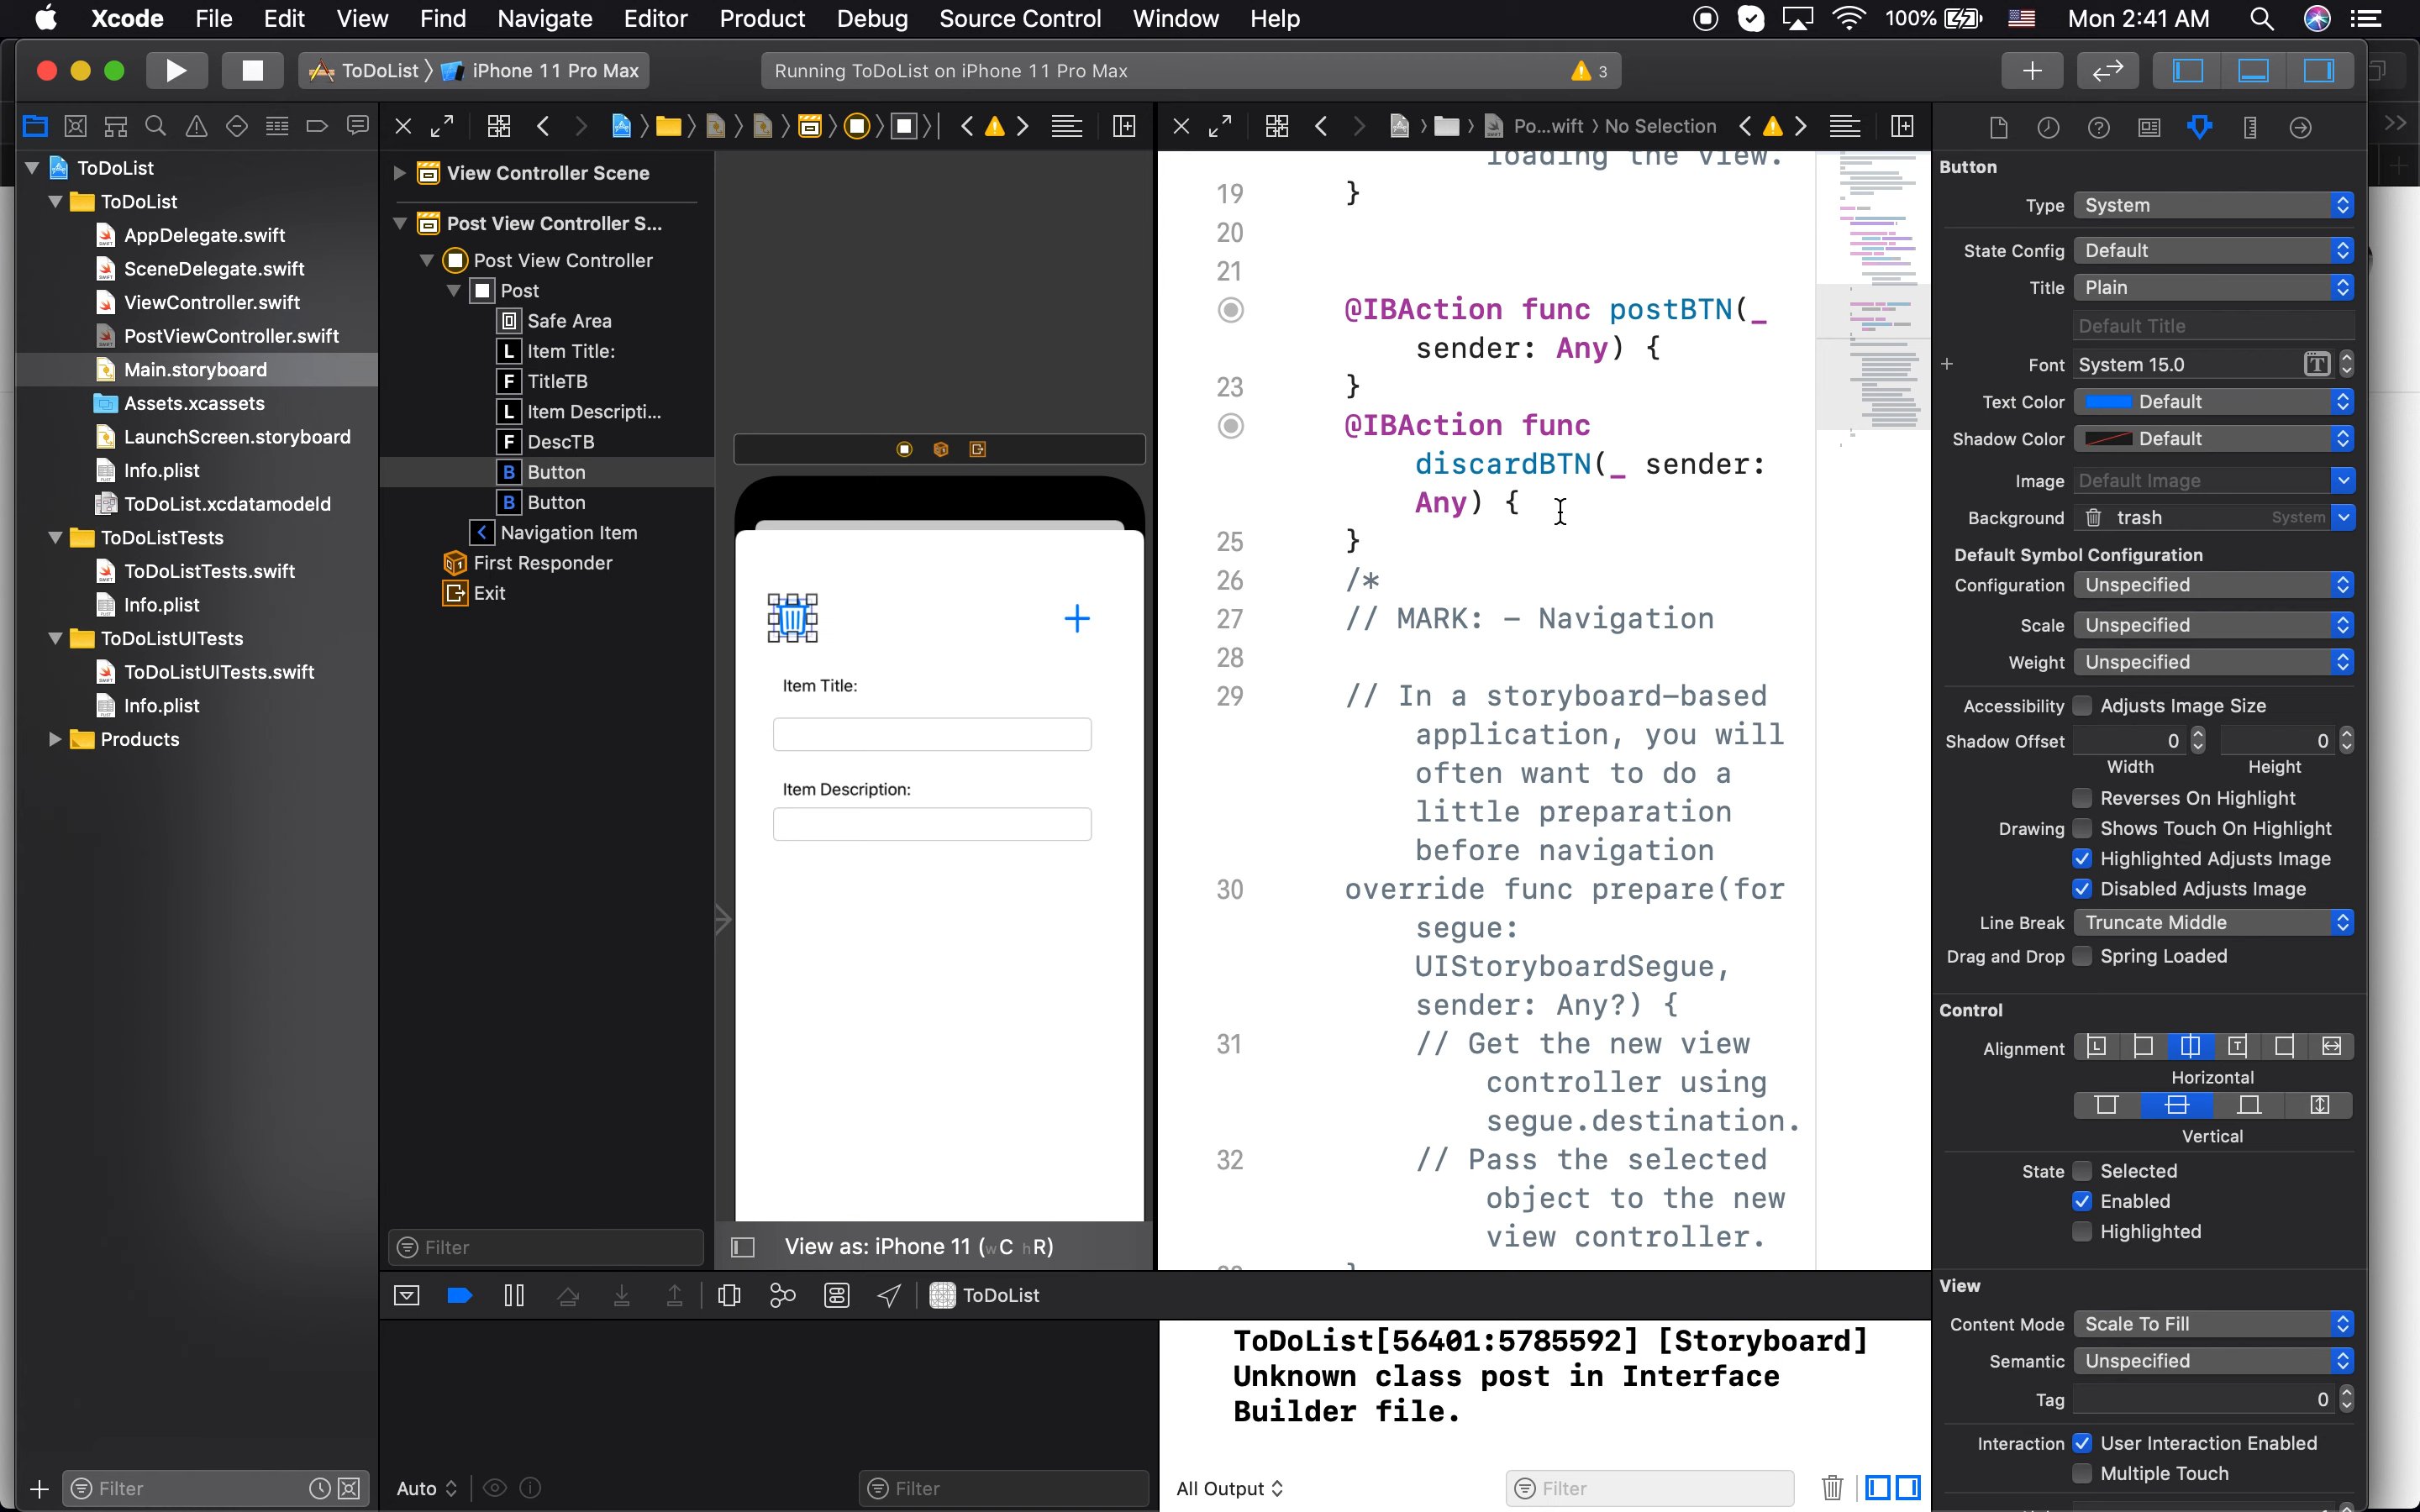 Xcode File Edit View Find Navigate Editor Product Debug Source Control Window Help 100% Mon 2:41 AM
ToDoList iPhone 11 Pro Max Running ToDoList on iPhone 11 Pro Max 3
Po...wift No Selection
ToDoList
ToDoList
AppDelegate.swift
SceneDelegate.swift
ViewController.swift
PostViewController.swift
Main.storyboard
Assets.xcassets
LaunchScreen.storyboard
Info.plist
ToDoList.xcdatamodeld
ToDoListTests
ToDoListTests.swift
Info.plist
ToDoListUITests
ToDoListUITests.swift
Info.plist
Products
Filter
View Controller Scene
Post View Controller S...
Post View Controller
Post
Safe Area
L Item Title:
F TitleTB
L Item Descripti...
F DescTB
B Button
B Button
Navigation Item
First Responder
Exit
Filter
Item Title:
Item Description:
View as: iPhone 11 (wC hR)
loading the view.
19 }
20
21
@IBAction func postBTN(_
sender: Any) {
23 }
@IBAction func
discardBTN(_ sender:
Any) {
25 }
26 /*
27 // MARK: - Navigation
28
29 // In a storyboard-based
application, you will
often want to do a
little preparation
before navigation
30 override func prepare(for
segue:
UIStoryboardSegue,
sender: Any?) {
31 // Get the new view
controller using
segue.destination.
32 // Pass the selected
object to the new
view controller.
ToDoList
ToDoList[56401:5785592] [Storyboard]
Unknown class post in Interface
Builder file.
Auto Filter All Output Filter
Button
Type System
State Config Default
Title Plain
Default Title
Font System 15.0
Text Color Default
Shadow Color Default
Image Default Image
Background trash System
Default Symbol Configuration
Configuration Unspecified
Scale Unspecified
Weight Unspecified
Accessibility Adjusts Image Size
Shadow Offset 0 0
Width Height
Reverses On Highlight
Drawing Shows Touch On Highlight
Highlighted Adjusts Image
Disabled Adjusts Image
Line Break Truncate Middle
Drag and Drop Spring Loaded
Control
Alignment
Horizontal
Vertical
State Selected
Enabled
Highlighted
View
Content Mode Scale To Fill
Semantic Unspecified
Tag 0
Interaction User Interaction Enabled
Multiple Touch